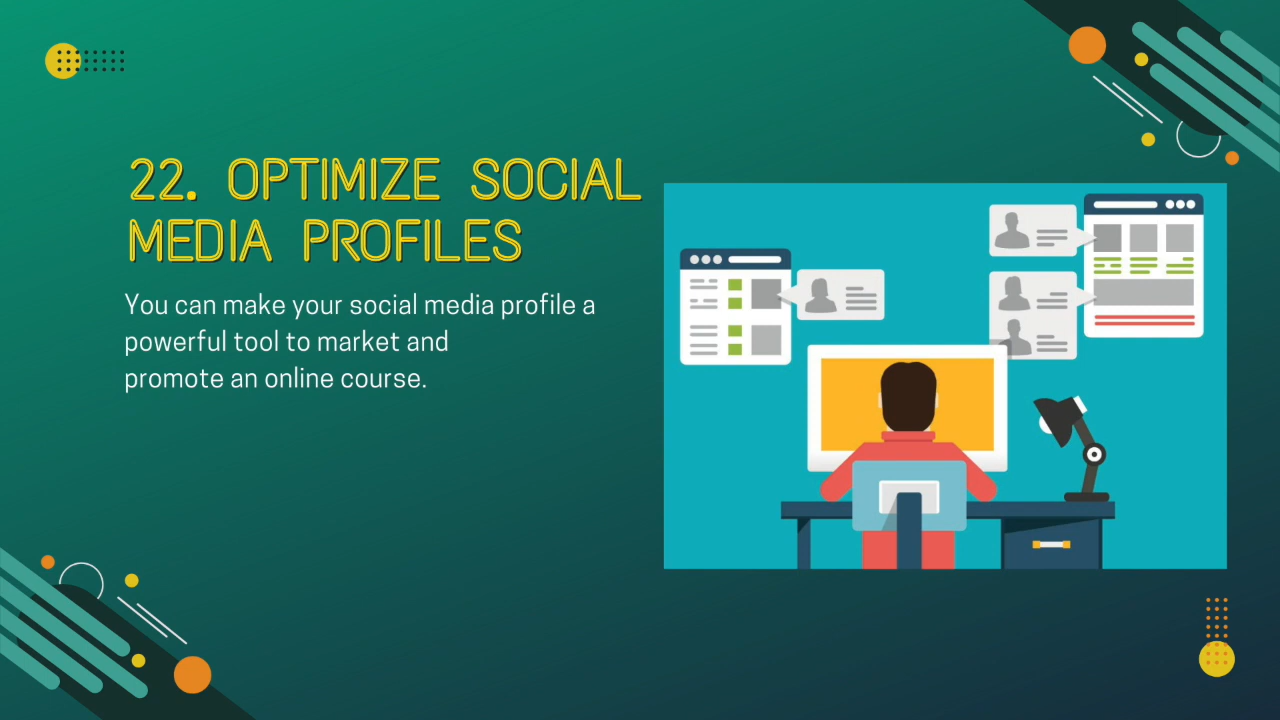 22. OPTIMIZE SOCIAL
MEDIA PROFILES
You can make your social media profile a
powerful tool to market and
promote an online course.